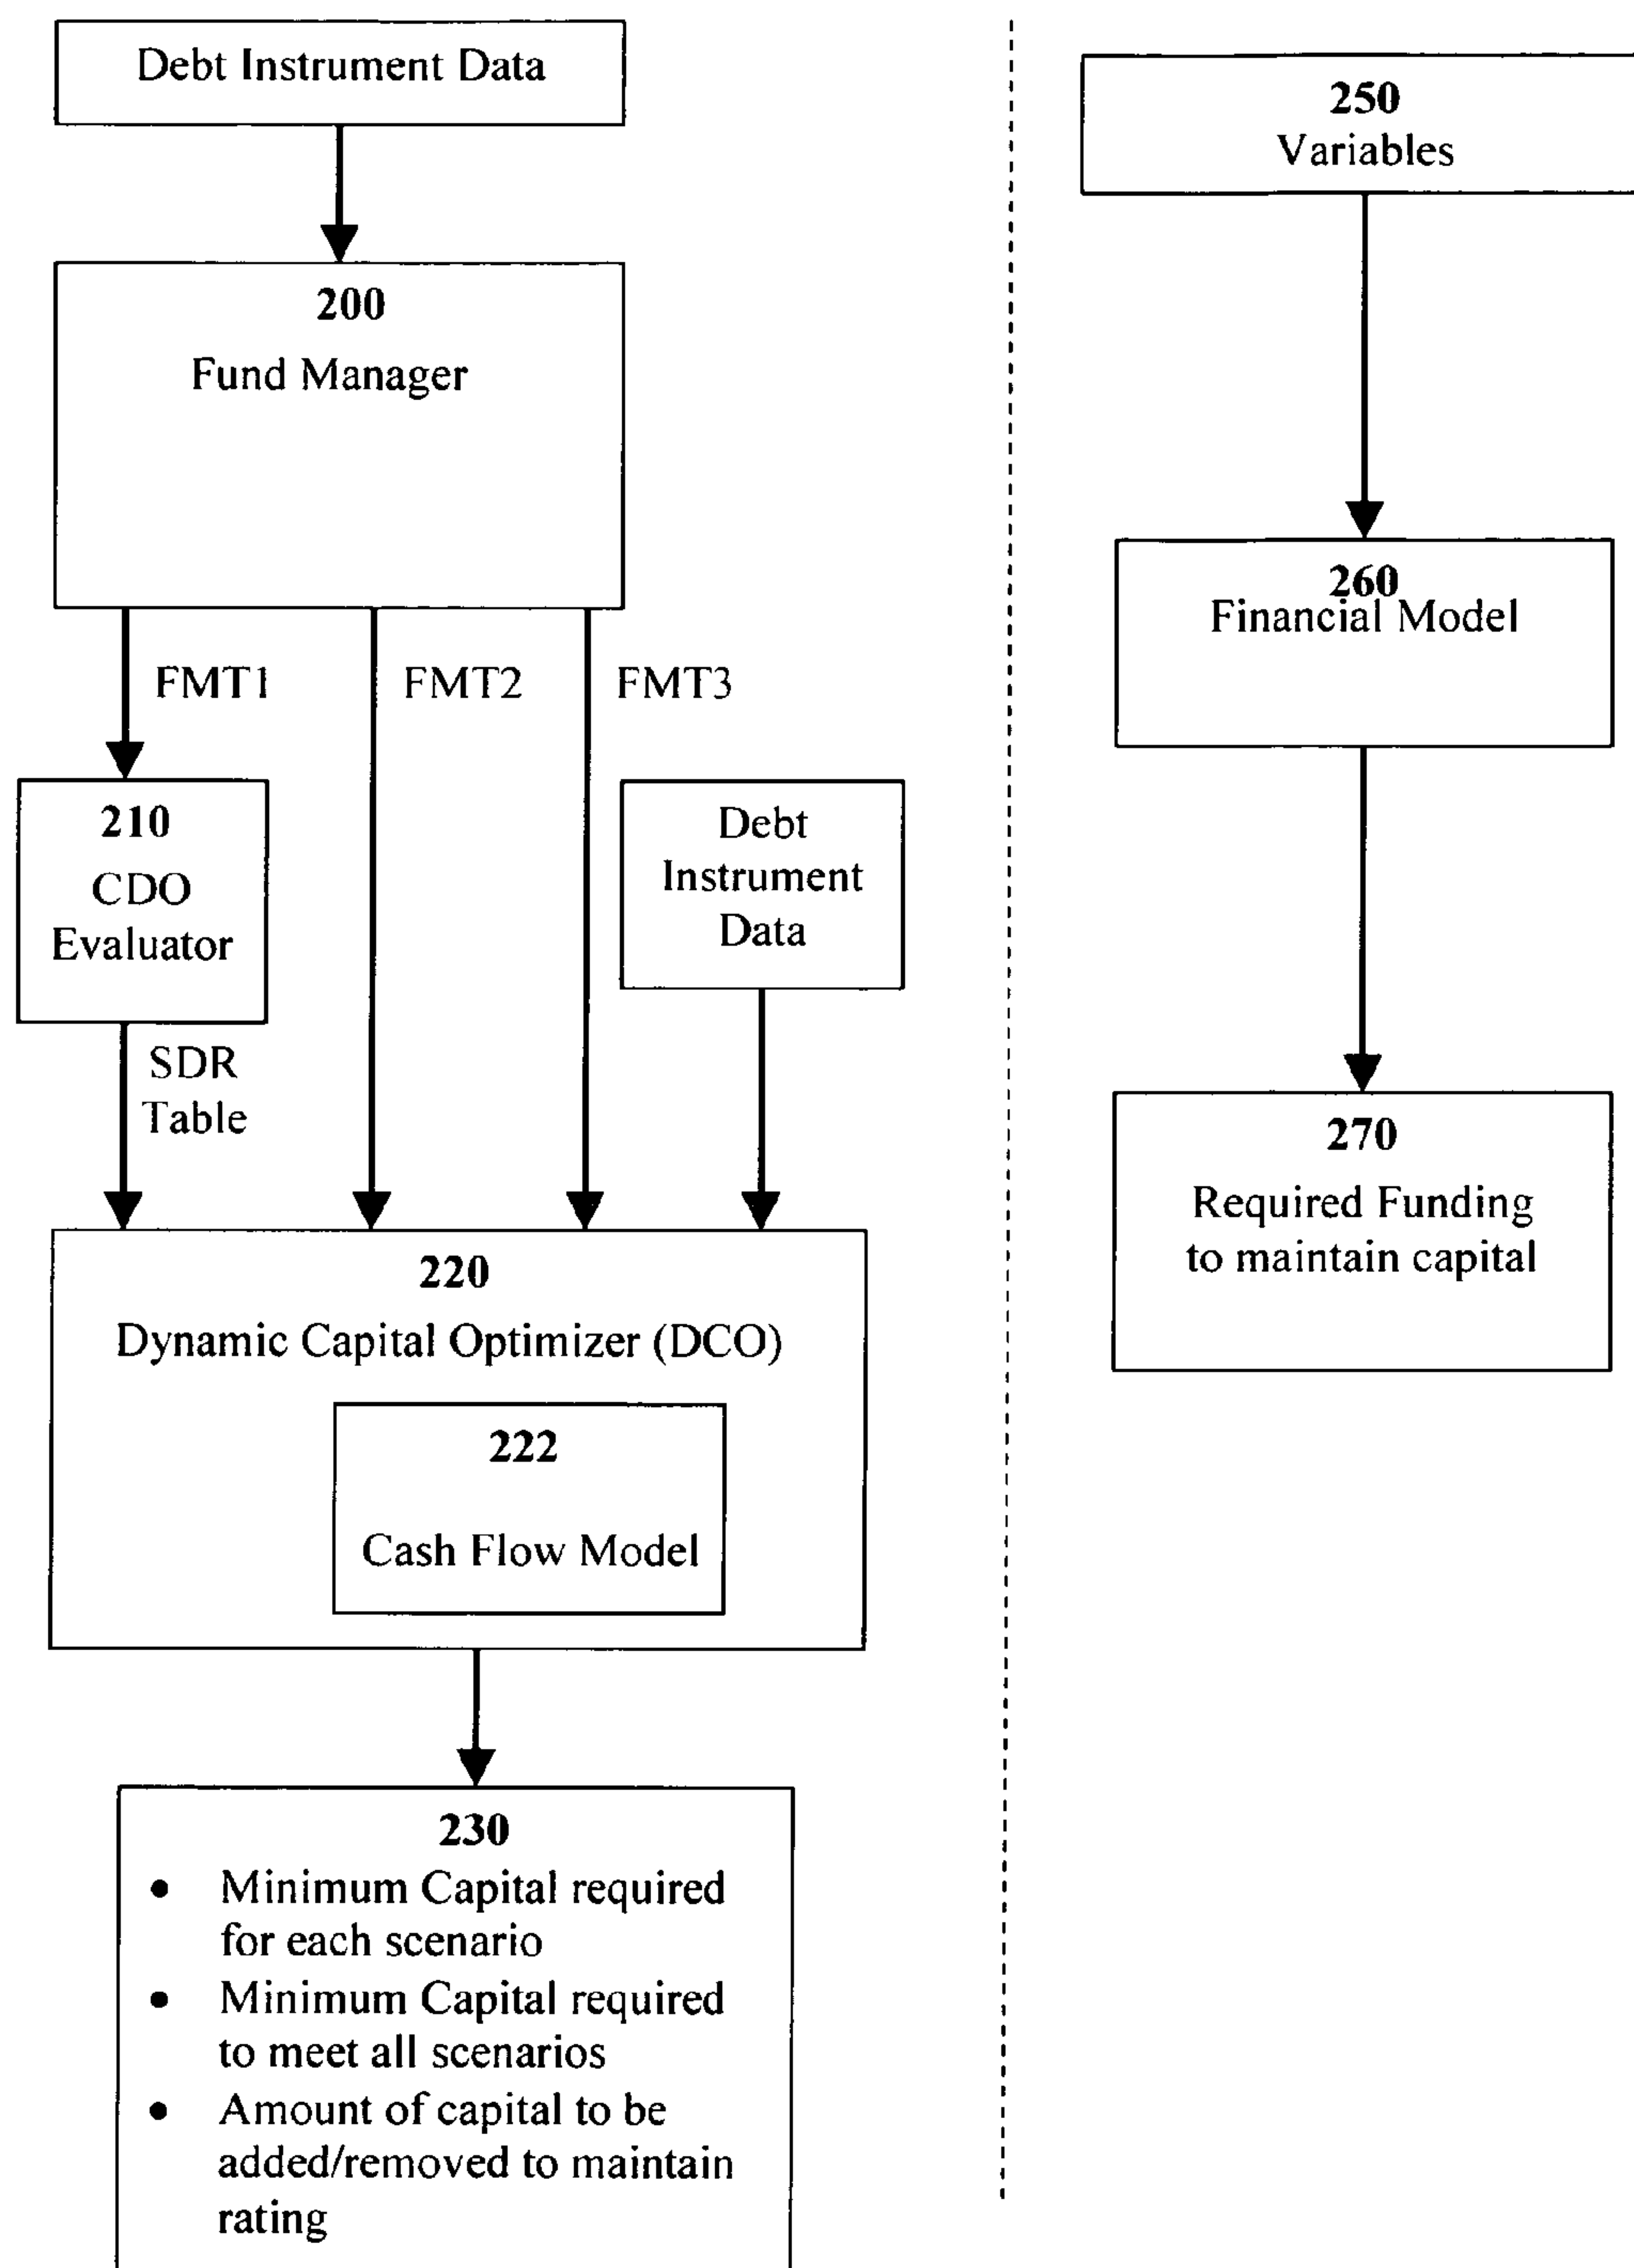 Debt Instrument Data
200
Fund Manager
FMT1
FMT2
FMT3
210
CDO
Evaluator
Debt
Instrument
Data
SDR
Table
220
Dynamic Capital Optimizer (DCO)
222
Cash Flow Model
230
• Minimum Capital required
for each scenario
• Minimum Capital required
to meet all scenarios
• Amount of capital to be
added/removed to maintain
rating
250
Variables
260
Financial Model
270
Required Funding
to maintain capital